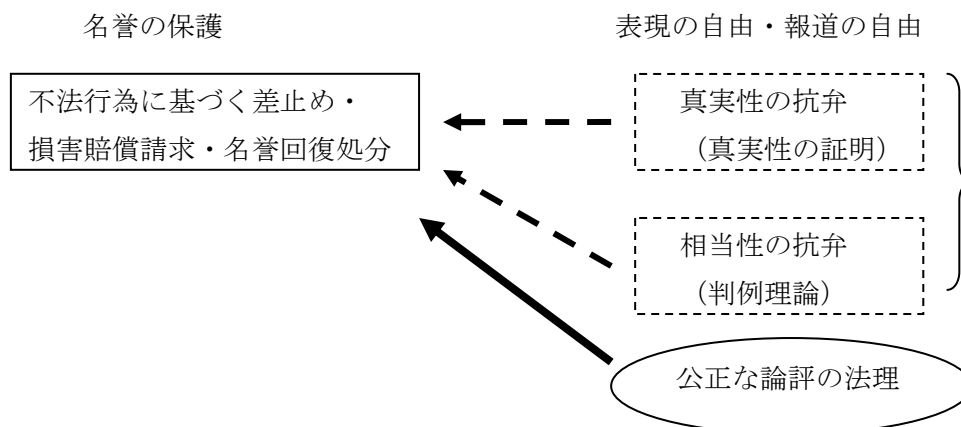 名誉の保護
表現の自由・報道の自由
不法行為に基づく差止め・
損害賠償請求・名誉回復処分
真実性の抗弁
（真実性の証明）
相当性の抗弁
（判例理論）
公正な論評の法理